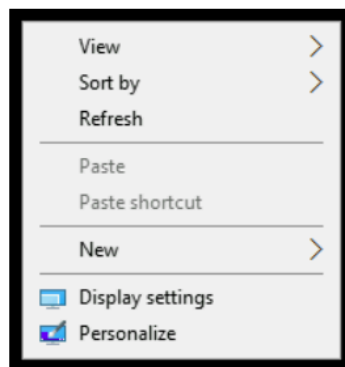 View
Sort by
Refresh
Paste
Paste shortcut
New
Display settings
Personalize